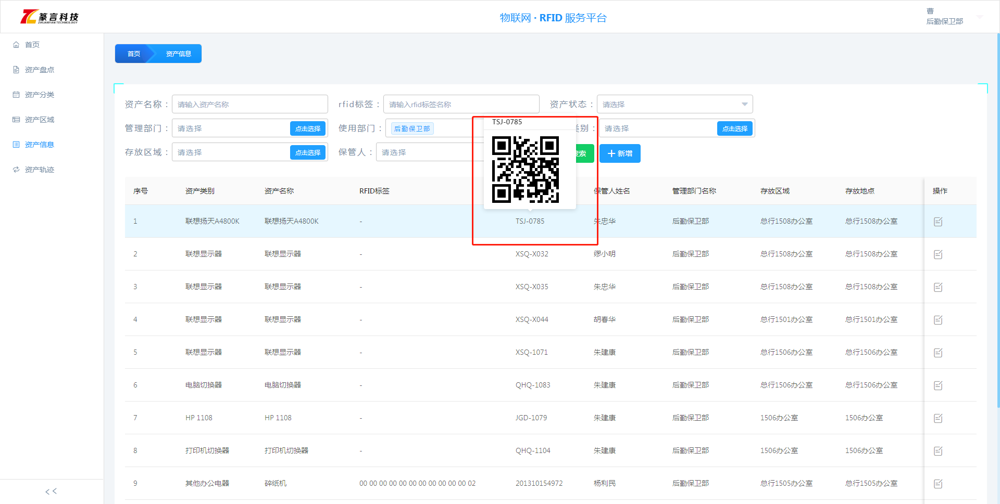 篆言科技
ZHUANYAN TECHNOLOGY
物联网 · RFID 服务平台
曹
后勤保卫部
首页
资产盘点
资产分类
资产区域
资产信息
资产轨迹
<<
首页 资产信息
资产名称： 请输入资产名称 rfid标签： 请输入rfid标签名称 资产状态： 请选择
管理部门： 请选择 点击选择 使用部门： 后勤保卫部 类别： 请选择 点击选择
存放区域： 请选择 点击选择 保管人： 请选择 搜索 新增
TSJ-0785
序号 资产类别 资产名称 RFID标签 保管人姓名 管理部门名称 存放区域 存放地点 操作
1 联想扬天A4800K 联想扬天A4800K - TSJ-0785 朱忠华 后勤保卫部 总行1508办公室 总行1508办公室
2 联想显示器 联想显示器 - XSQ-X032 缪小明 后勤保卫部 总行1508办公室 总行1508办公室
3 联想显示器 联想显示器 - XSQ-X035 朱忠华 后勤保卫部 总行1508办公室 总行1508办公室
4 联想显示器 联想显示器 - XSQ-X044 胡春华 后勤保卫部 总行1501办公室 总行1501办公室
5 联想显示器 联想显示器 - XSQ-1071 朱建康 后勤保卫部 总行1506办公室 总行1506办公室
6 电脑切换器 电脑切换器 - QHQ-1083 朱建康 后勤保卫部 总行1506办公室 总行1506办公室
7 HP 1108 HP 1108 - JGD-1079 朱建康 后勤保卫部 1506办公室 1506办公室
8 打印机切换器 打印机切换器 - QHQ-1104 朱建康 后勤保卫部 1506办公室 1506办公室
9 其他办公电器 碎纸机 00 00 00 00 00 00 00 00 00 00 00 02 201310154972 杨利民 后勤保卫部 总行1505办公室 总行1505办公室